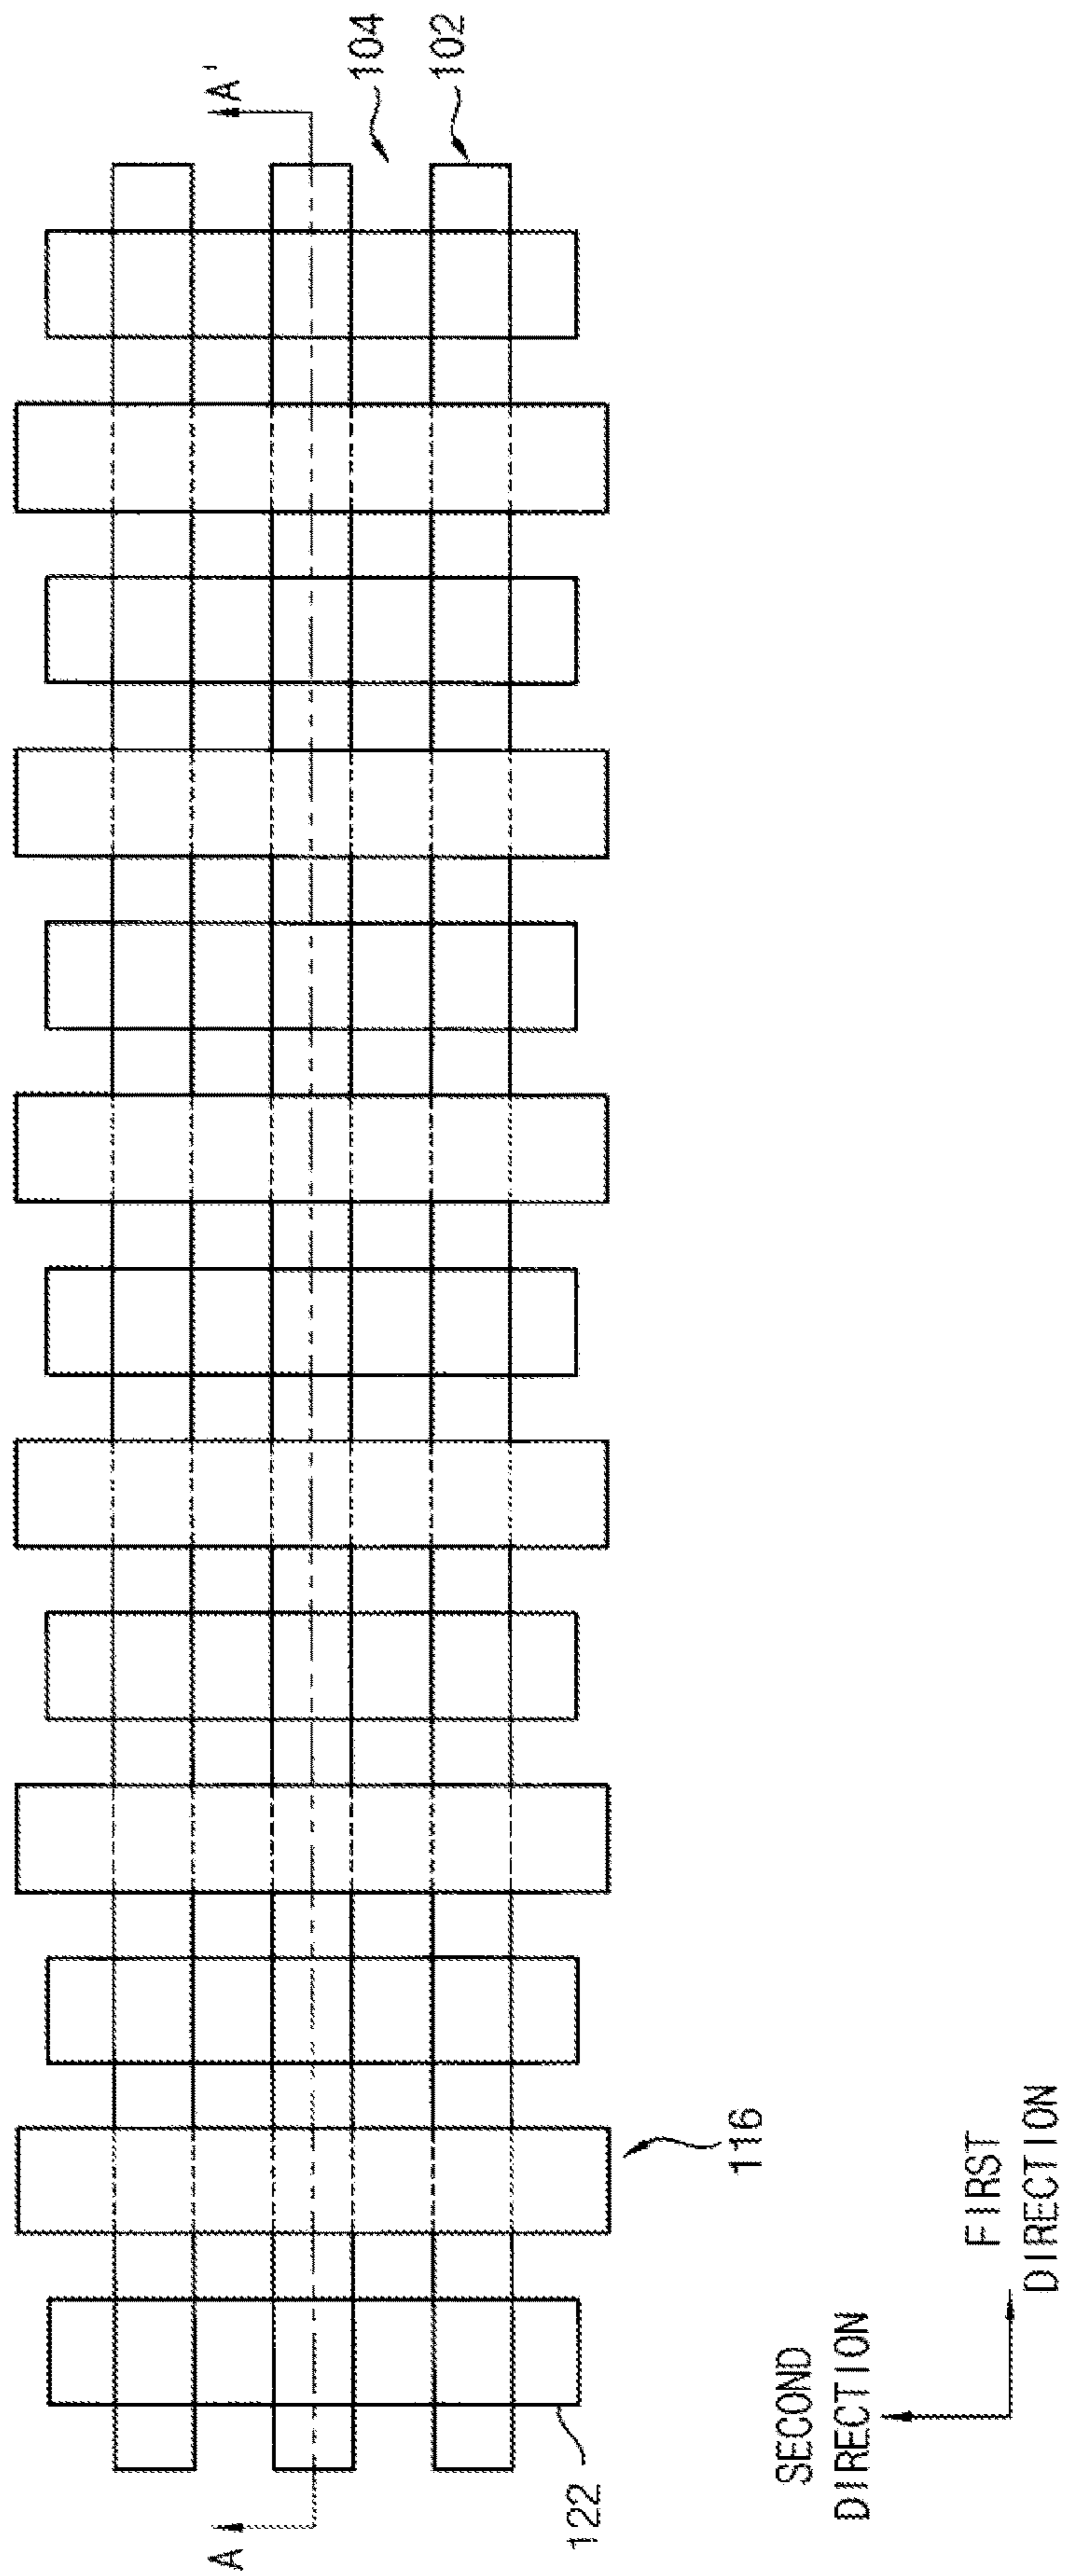 A'
104
102
A
122
116
SECOND
DIRECTION
FIRST
DIRECTION